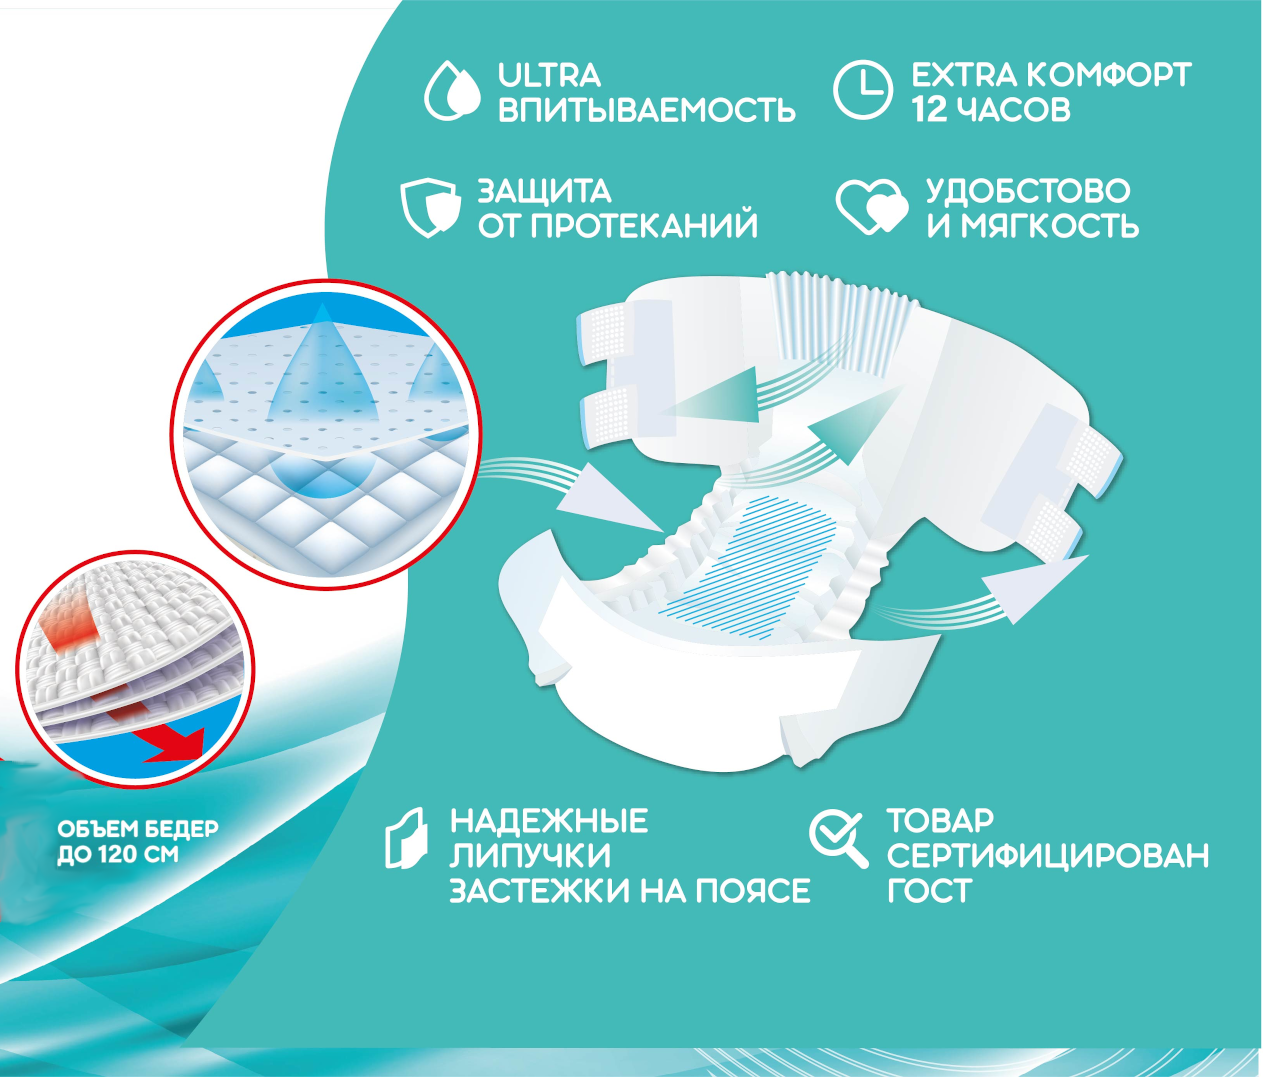 ULTRA
ВПИТЫВАЕМОСТЬ
EXTRA КОМФОРТ
12 ЧАСОВ
ЗАЩИТА
ОТ ПРОТЕКАНИЙ
УДОБСТОВО
И МЯГКОСТЬ
ОБЪЕМ БЕДЕР
ДО 120 СМ
НАДЕЖНЫЕ
ЛИПУЧКИ
ЗАСТЕЖКИ НА ПОЯСЕ
ТОВАР
СЕРТИФИЦИРОВАН
ГОСТ